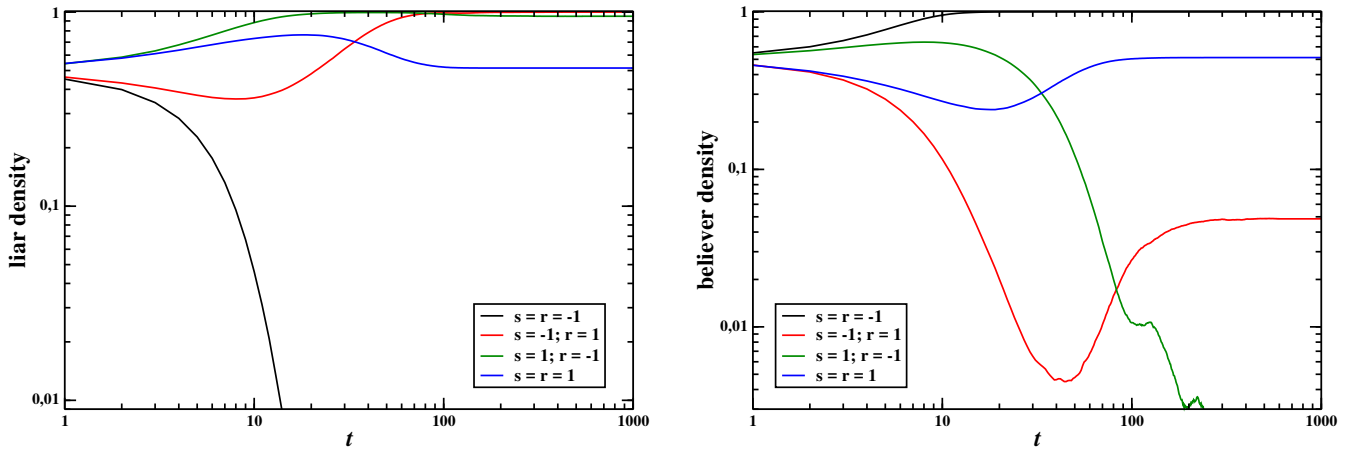 1
0,1
0,01
liar density
1
10
100
1000
t
s = r = -1
s = -1; r = 1
s = 1; r = -1
s = r = 1
1
0,1
0,01
believer density
1
10
100
1000
t
s = r = -1
s = -1; r = 1
s = 1; r = -1
s = r = 1